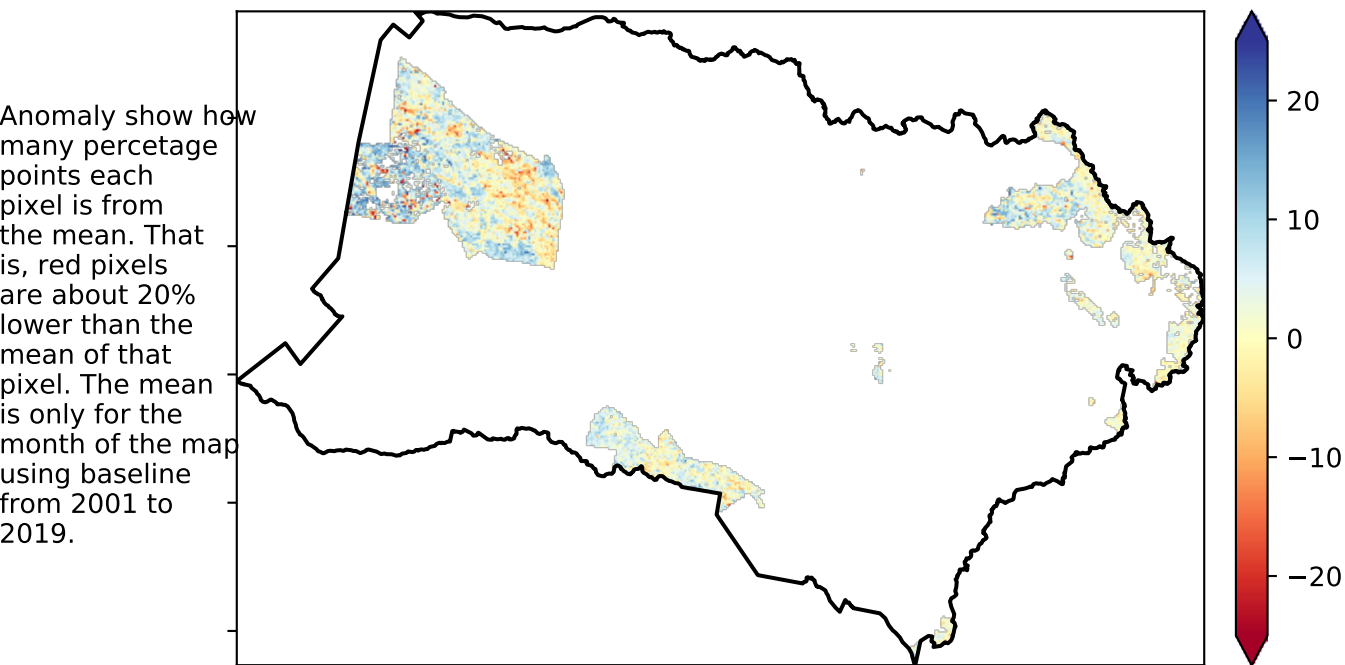 Anomaly show how
many percetage
points each
pixel is from
the mean. That
is, red pixels
are about 20%
lower than the
mean of that
pixel. The mean
is only for the
month of the map
using baseline
from 2001 to
2019.
20
10
0
−10
−20